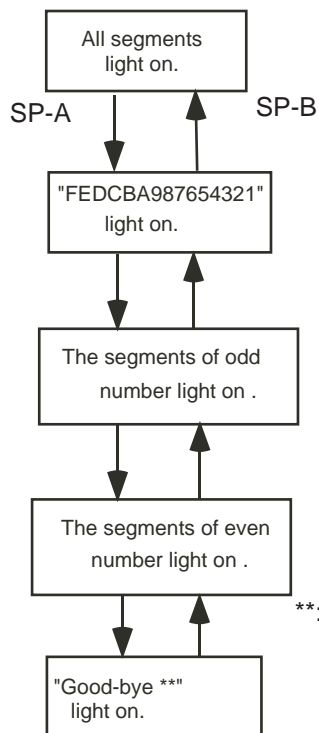 All segments
light on.
SP-A
SP-B
"FEDCBA987654321"
light on.
The segments of odd
number light on .
The segments of even
number light on .
**:
"Good-bye **"
light on.